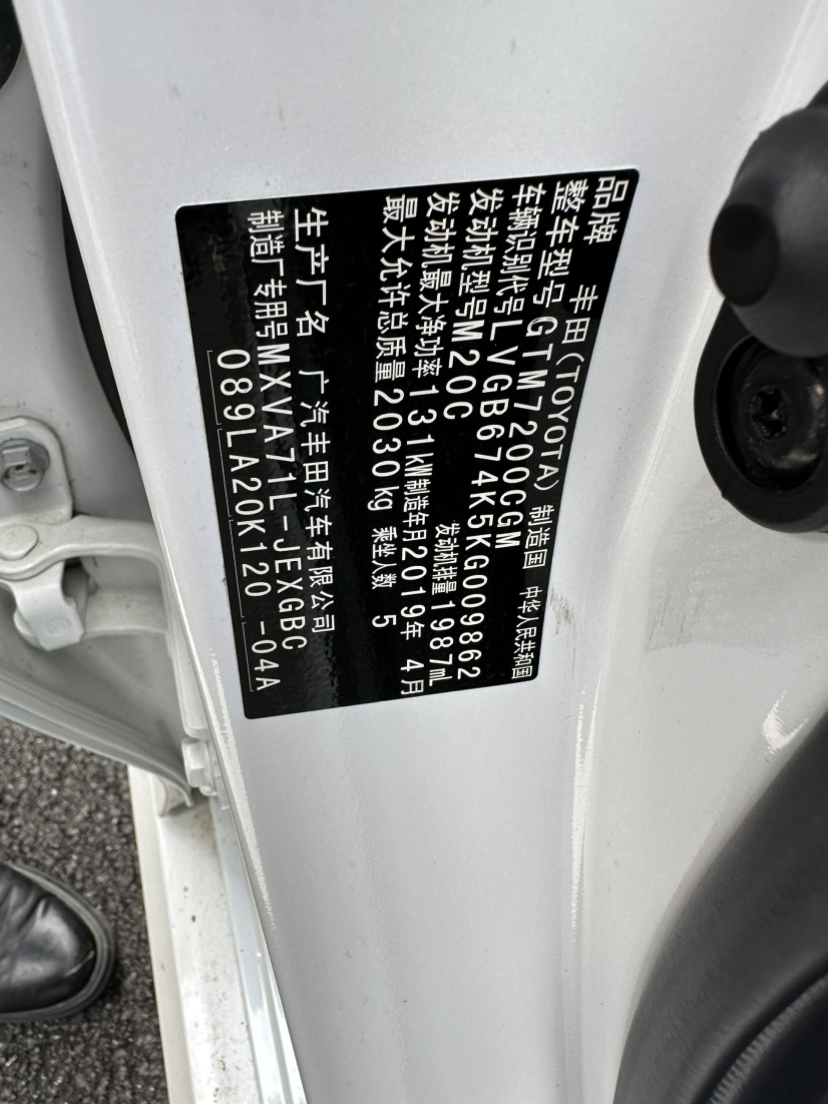 品牌 丰田(TOYOTA) 制造国 中华人民共和国
整车型号 GTM7200CGM
车辆识别代号 LVGB674K5KG009862
发动机型号 M20C 发动机排量 1987mL
发动机最大净功率 131kW 制造年月 2019年 4月
最大允许总质量 2030kg 乘坐人数 5
生产厂名 广汽丰田汽车有限公司
制造厂专用号 MXVA71L-JEXGBC
089LA20K120 -04A